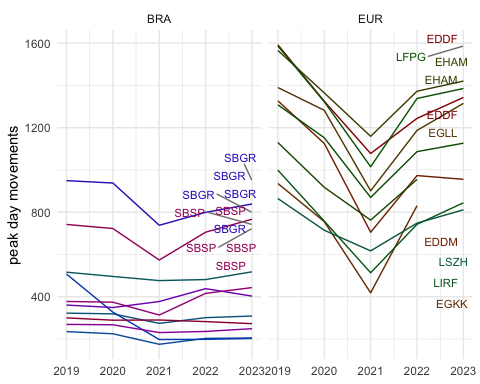 BRA
EUR
peak day movements
1600
1200
800
400
SBGR
SBGR
SBGR
SBGR
SBSP
SBSP
SBGR
SBSP
SBSP
SBSP
EDDF
LFPG
EHAM
EHAM
EDDF
EGLL
EDDM
LSZH
LIRF
EGKK
2019 2020 2021 2022 2023
2019 2020 2021 2022 2023